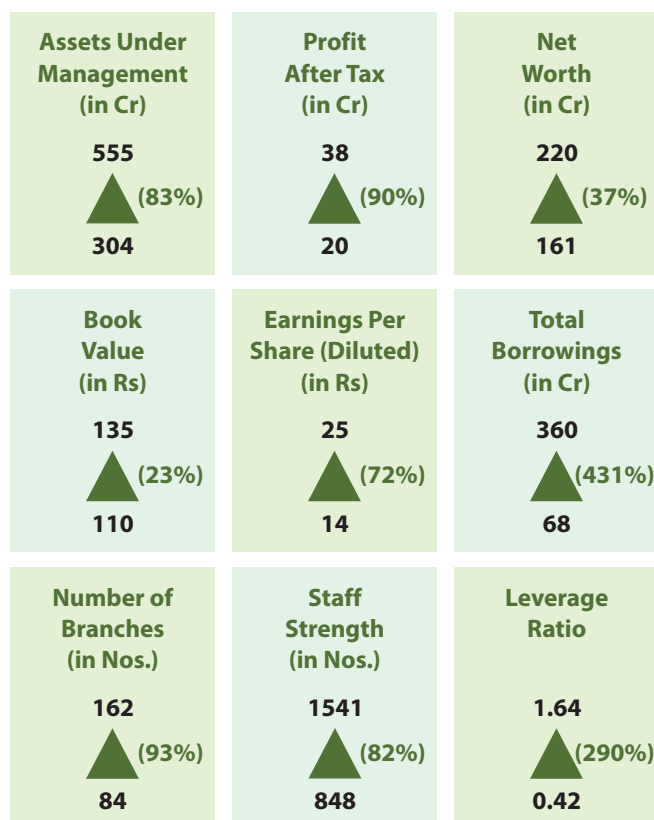 Assets Under
Management
(in Cr)
555
(83%)
304
Profit
After Tax
(in Cr)
38
(90%)
20
Net
Worth
(in Cr)
220
(37%)
161
Book
Value
(in Rs)
135
(23%)
110
Earnings Per
Share (Diluted)
(in Rs)
25
(72%)
14
Total
Borrowings
(in Cr)
360
(431%)
68
Number of
Branches
(in Nos.)
162
(93%)
84
Staff
Strength
(in Nos.)
1541
(82%)
848
Leverage
Ratio
1.64
(290%)
0.42